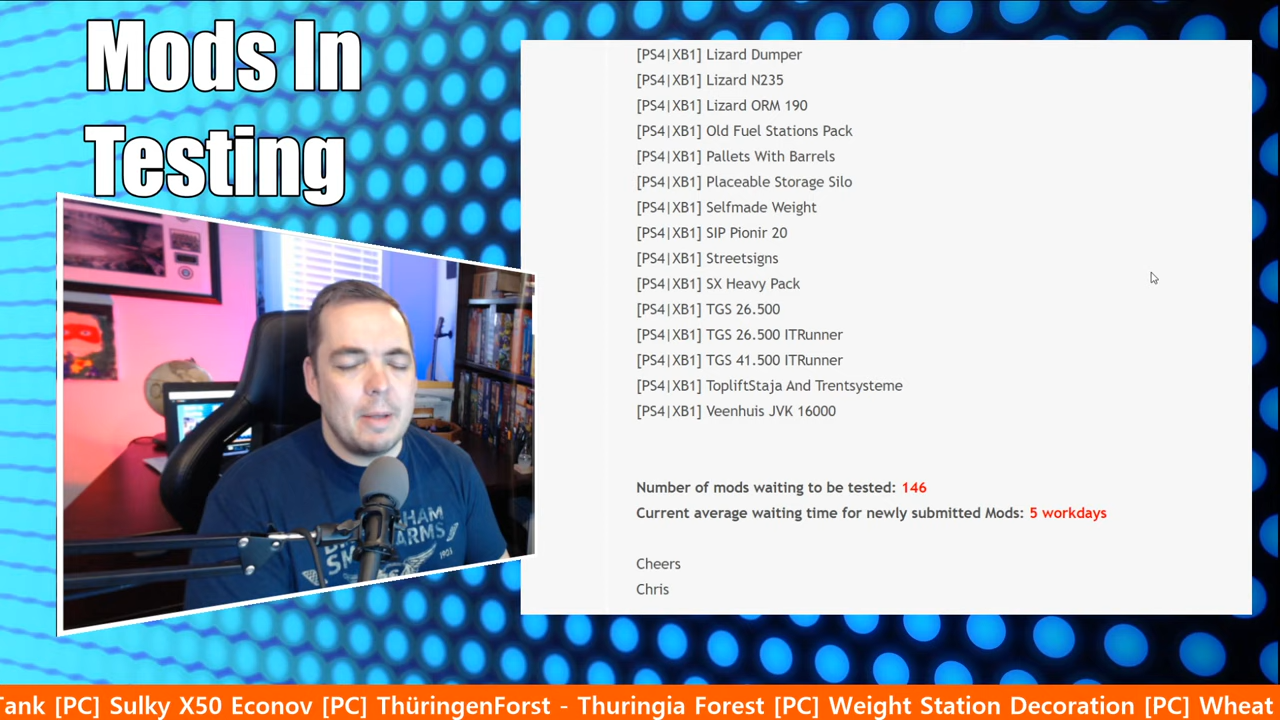 Mods In
Testing
[PS4|XB1] Lizard Dumper
[PS4|XB1] Lizard N235
[PS4|XB1] Lizard ORM 190
[PS4|XB1] Old Fuel Stations Pack
[PS4|XB1] Pallets With Barrels
[PS4|XB1] Placeable Storage Silo
[PS4|XB1] Selfmade Weight
[PS4|XB1] SIP Pionir 20
[PS4|XB1] Streetsigns
[PS4|XB1] SX Heavy Pack
[PS4|XB1] TGS 26.500
[PS4|XB1] TGS 26.500 ITRunner
[PS4|XB1] TGS 41.500 ITRunner
[PS4|XB1] TopliftStaja And Trentsysteme
[PS4|XB1] Veenhuis JVK 16000
Number of mods waiting to be tested: 146
Current average waiting time for newly submitted Mods: 5 workdays
Cheers
Chris
Tank [PC] Sulky X50 Econov [PC] ThüringenForst - Thuringia Forest [PC] Weight Station Decoration [PC] Wheat